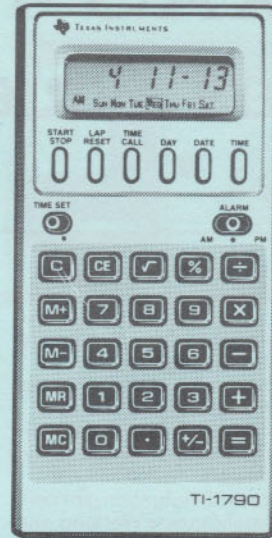 TEXAS INSTRUMENTS
4 11-13
AM SUN MON TUE WED THU FRI SAT
START STOP LAP RESET TIME CALL DAY DATE TIME
TIME SET ALARM
AM PM
C CE √ % ÷
M+ 7 8 9 X
M- 4 5 6 −
MR 1 2 3 +
MC 0 . +/− =
TI-1790